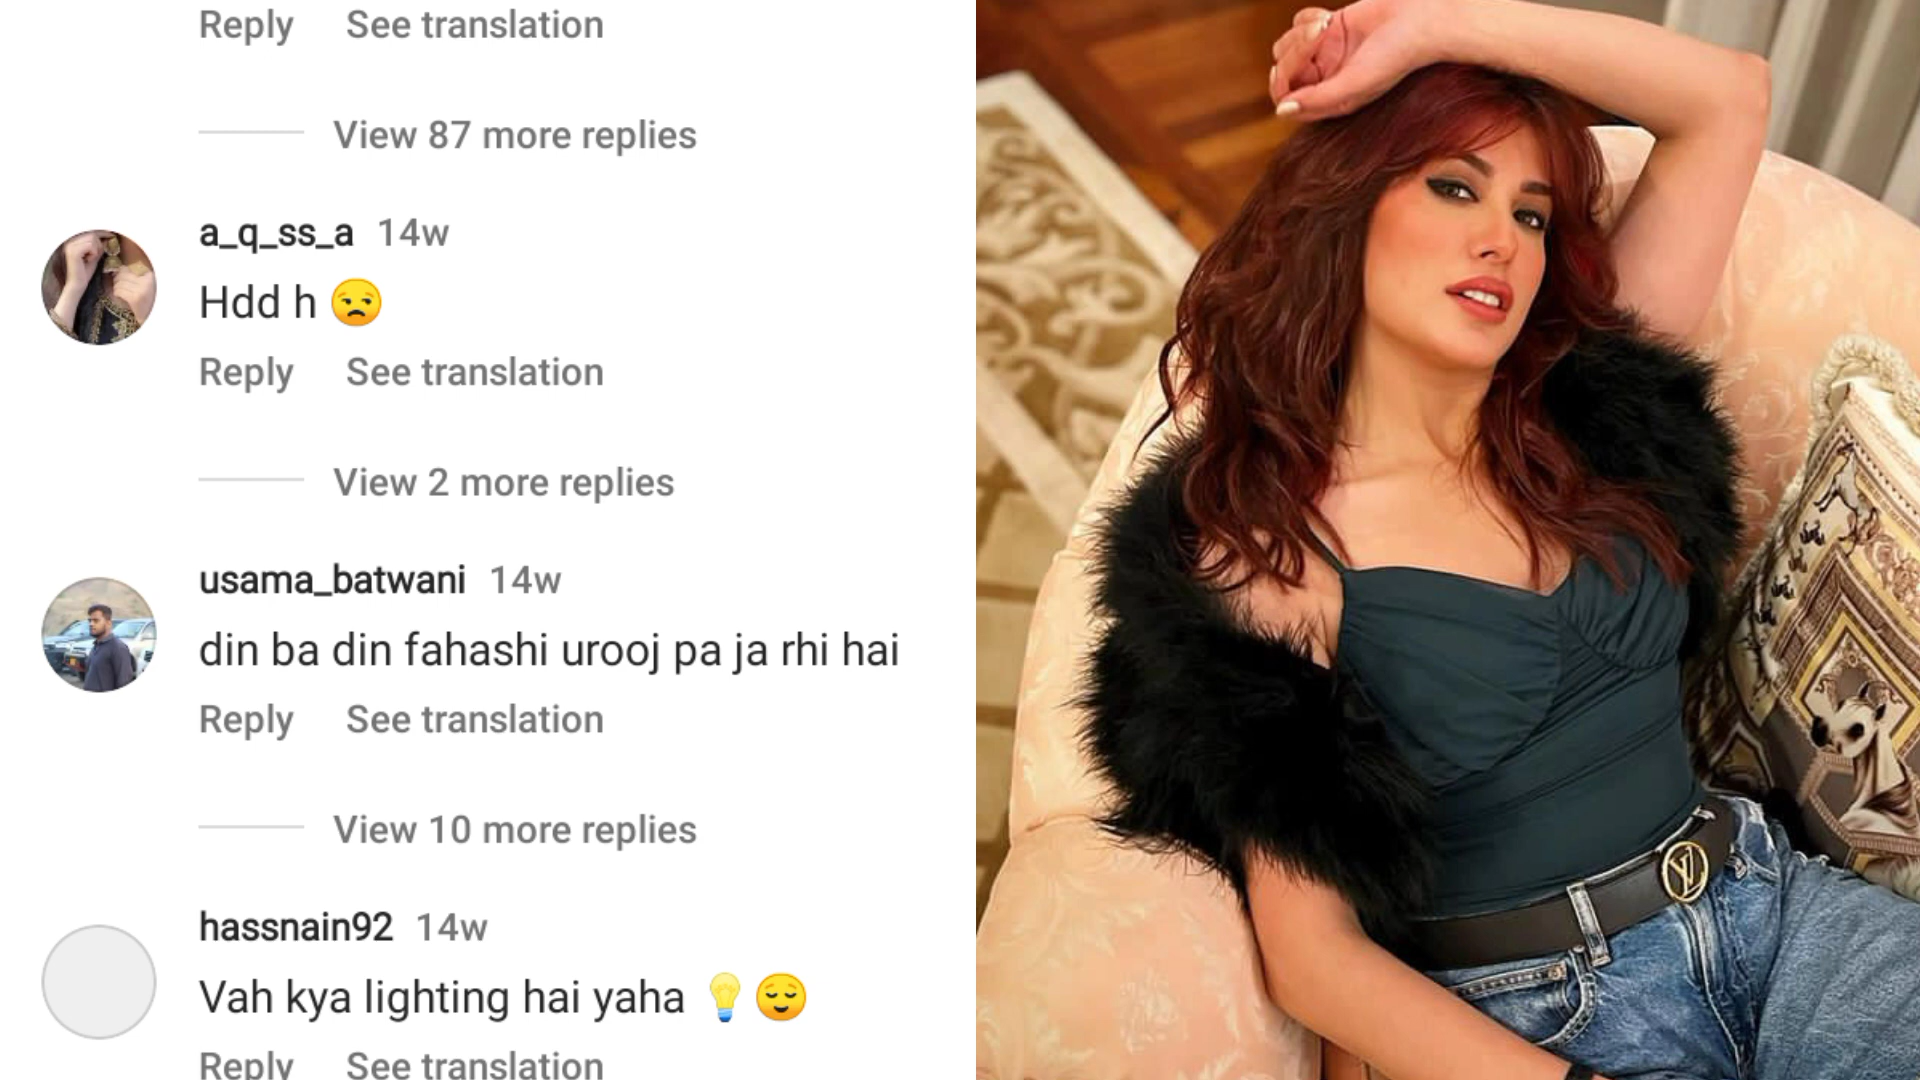 Reply See translation
View 87 more replies
a_q_ss_a 14w
Hdd h 😒
Reply See translation
View 2 more replies
usama_batwani 14w
din ba din fahashi urooj pa ja rhi hai
Reply See translation
View 10 more replies
hassnain92 14w
Vah kya lighting hai yaha 💡😌
Reply See translation